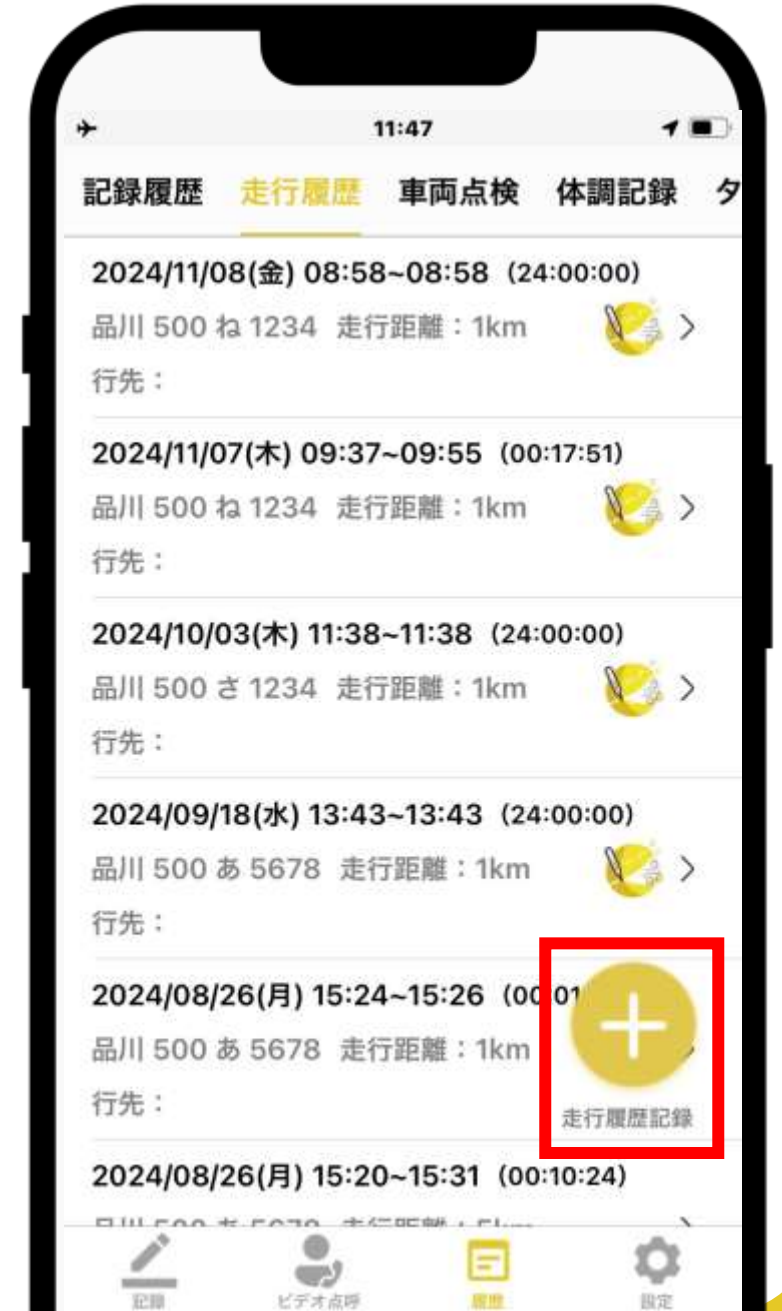 11:47
記録履歴 走行履歴 車両点検 体調記録 タ
2024/11/08(金) 08:58~08:58 (24:00:00)
品川 500 ね 1234 走行距離：1km
行先：
2024/11/07(木) 09:37~09:55 (00:17:51)
品川 500 ね 1234 走行距離：1km
行先：
2024/10/03(木) 11:38~11:38 (24:00:00)
品川 500 さ 1234 走行距離：1km
行先：
2024/09/18(水) 13:43~13:43 (24:00:00)
品川 500 あ 5678 走行距離：1km
行先：
2024/08/26(月) 15:24~15:26 (00:01
品川 500 あ 5678 走行距離：1km
行先：
走行履歴記録
2024/08/26(月) 15:20~15:31 (00:10:24)
記録 ビデオ点呼 履歴 設定